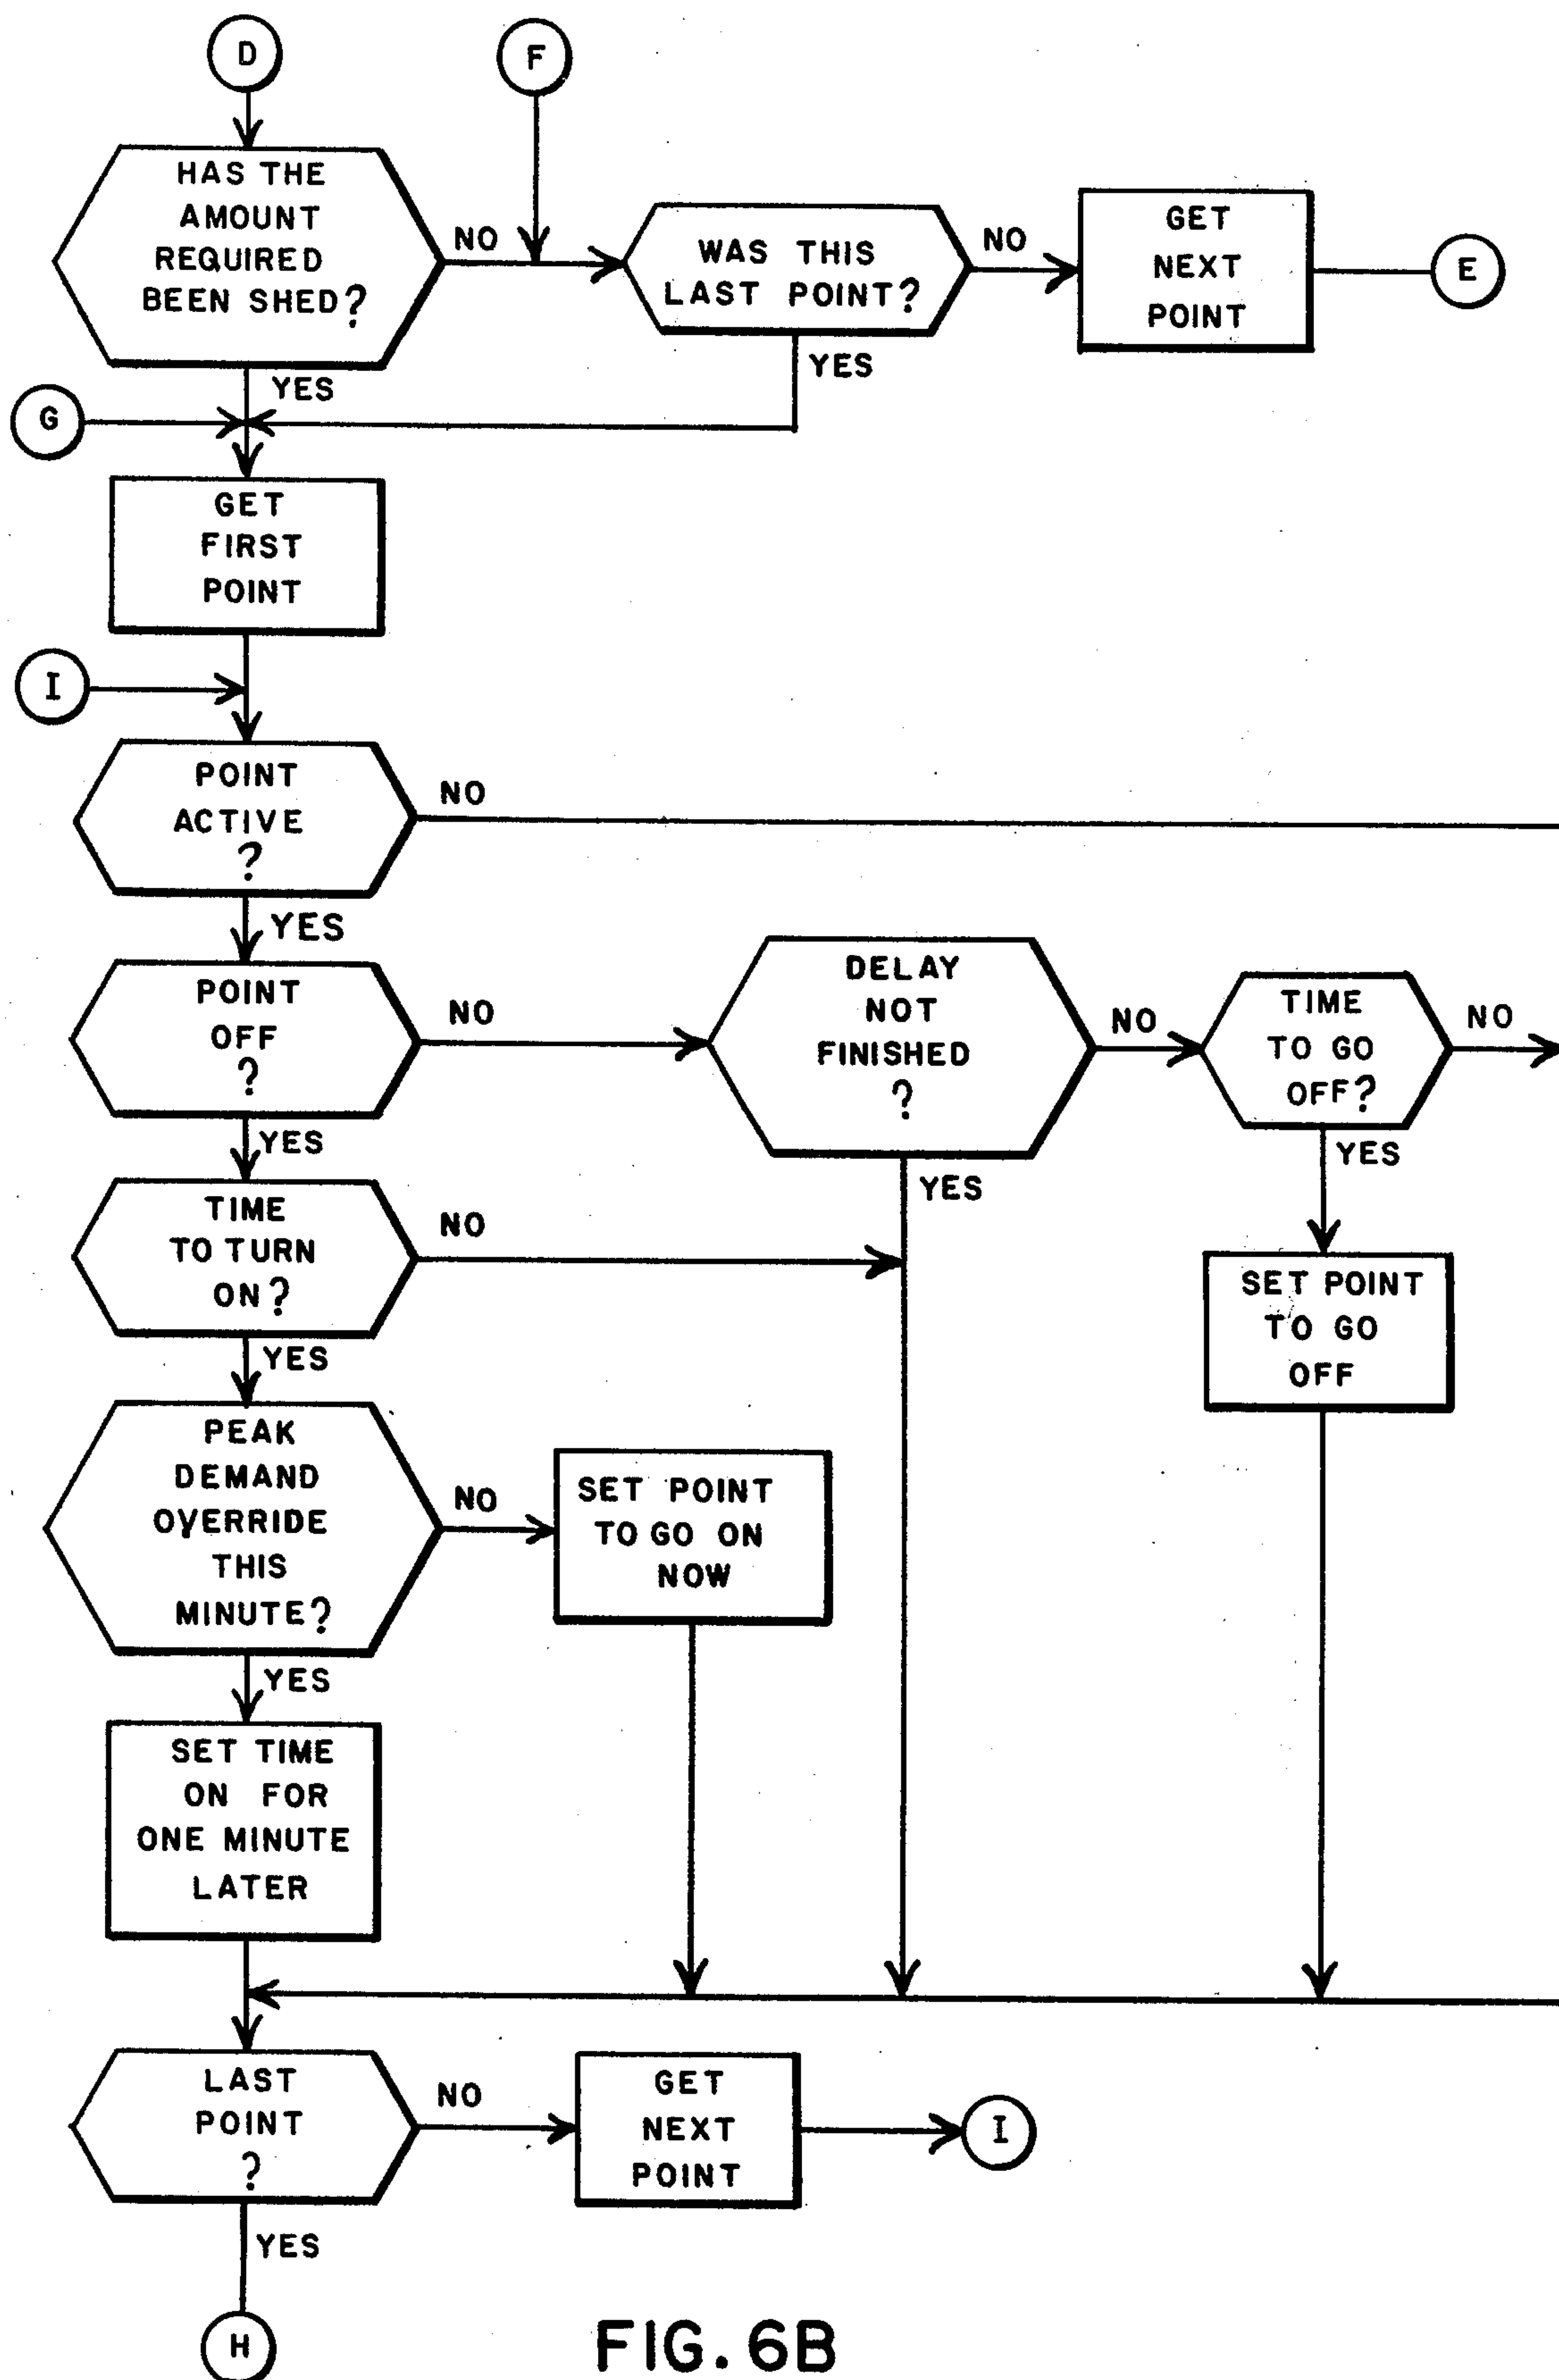 D
F
HAS THE
AMOUNT
REQUIRED
BEEN SHED?
NO
WAS THIS
LAST POINT?
NO
GET
NEXT
POINT
E
YES
YES
G
GET
FIRST
POINT
I
POINT
ACTIVE
?
NO
YES
POINT
OFF
?
NO
DELAY
NOT
FINISHED
?
NO
TIME
TO GO
OFF?
NO
YES
YES
YES
TIME
TO TURN
ON?
NO
SET POINT
TO GO
OFF
YES
PEAK
DEMAND
OVERRIDE
THIS
MINUTE?
NO
SET POINT
TO GO ON
NOW
YES
SET TIME
ON FOR
ONE MINUTE
LATER
LAST
POINT
?
NO
GET
NEXT
POINT
I
YES
H
FIG. 6B